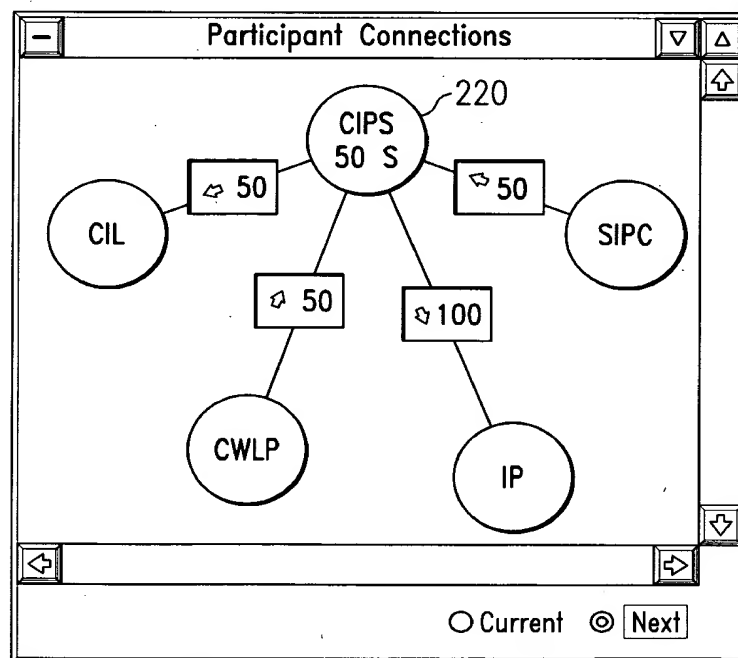 Participant Connections
220
CIPS
50 S
50
50
CIL
SIPC
50
100
CWLP
IP
Current
Next